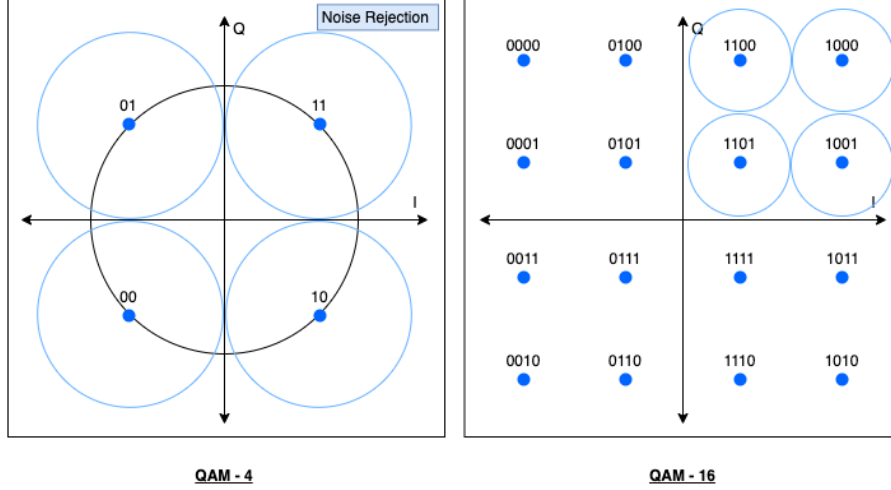 Noise Rejection
Q
01
11
I
00
10
QAM - 4
Q
0000 0100 1100 1000
0001 0101 1101 1001
I
0011 0111 1111 1011
0010 0110 1110 1010
QAM - 16